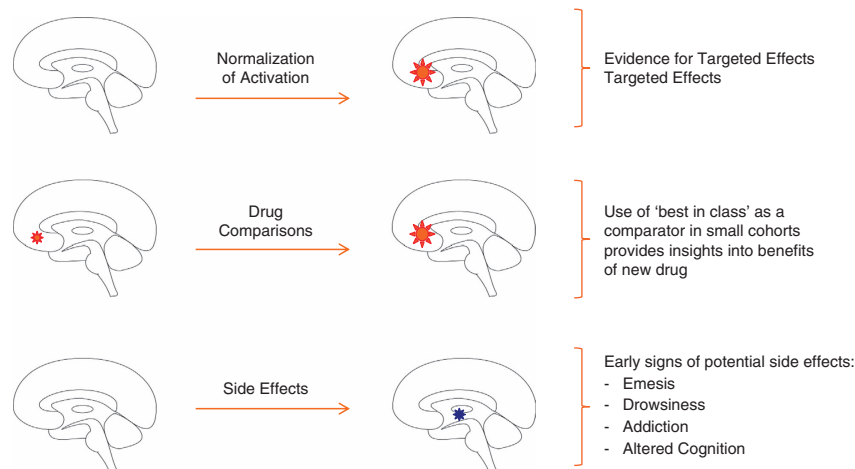 Normalization
of Activation
Evidence for Targeted Effects
Targeted Effects
Drug
Comparisons
Use of ‘best in class’ as a
comparator in small cohorts
provides insights into benefits
of new drug
Side Effects
Early signs of potential side effects:
- Emesis
- Drowsiness
- Addiction
- Altered Cognition